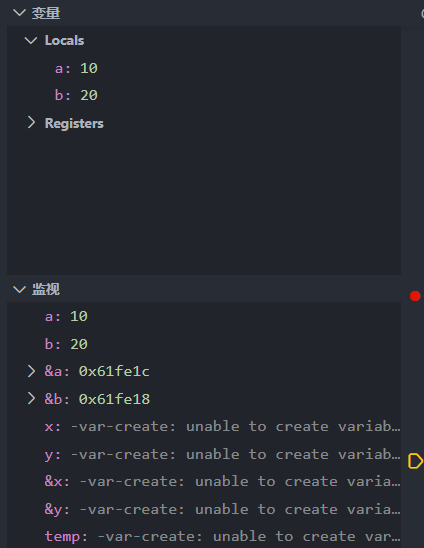 变量
Locals
a: 10
b: 20
Registers
监视
a: 10
b: 20
&a: 0x61fe1c
&b: 0x61fe18
x: -var-create: unable to create variab…
y: -var-create: unable to create variab…
&x: -var-create: unable to create varia…
&y: -var-create: unable to create varia…
temp: -var-create: unable to create var…